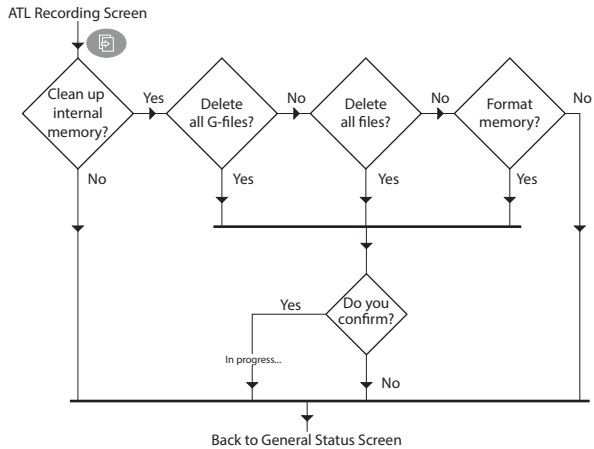 ATL Recording Screen
Clean up
internal
memory?
Yes
Delete
all G-files?
No
Delete
all files?
No
Format
memory?
No
No
Yes
Yes
Yes
Do you
confirm?
Yes
In progress...
No
Back to General Status Screen